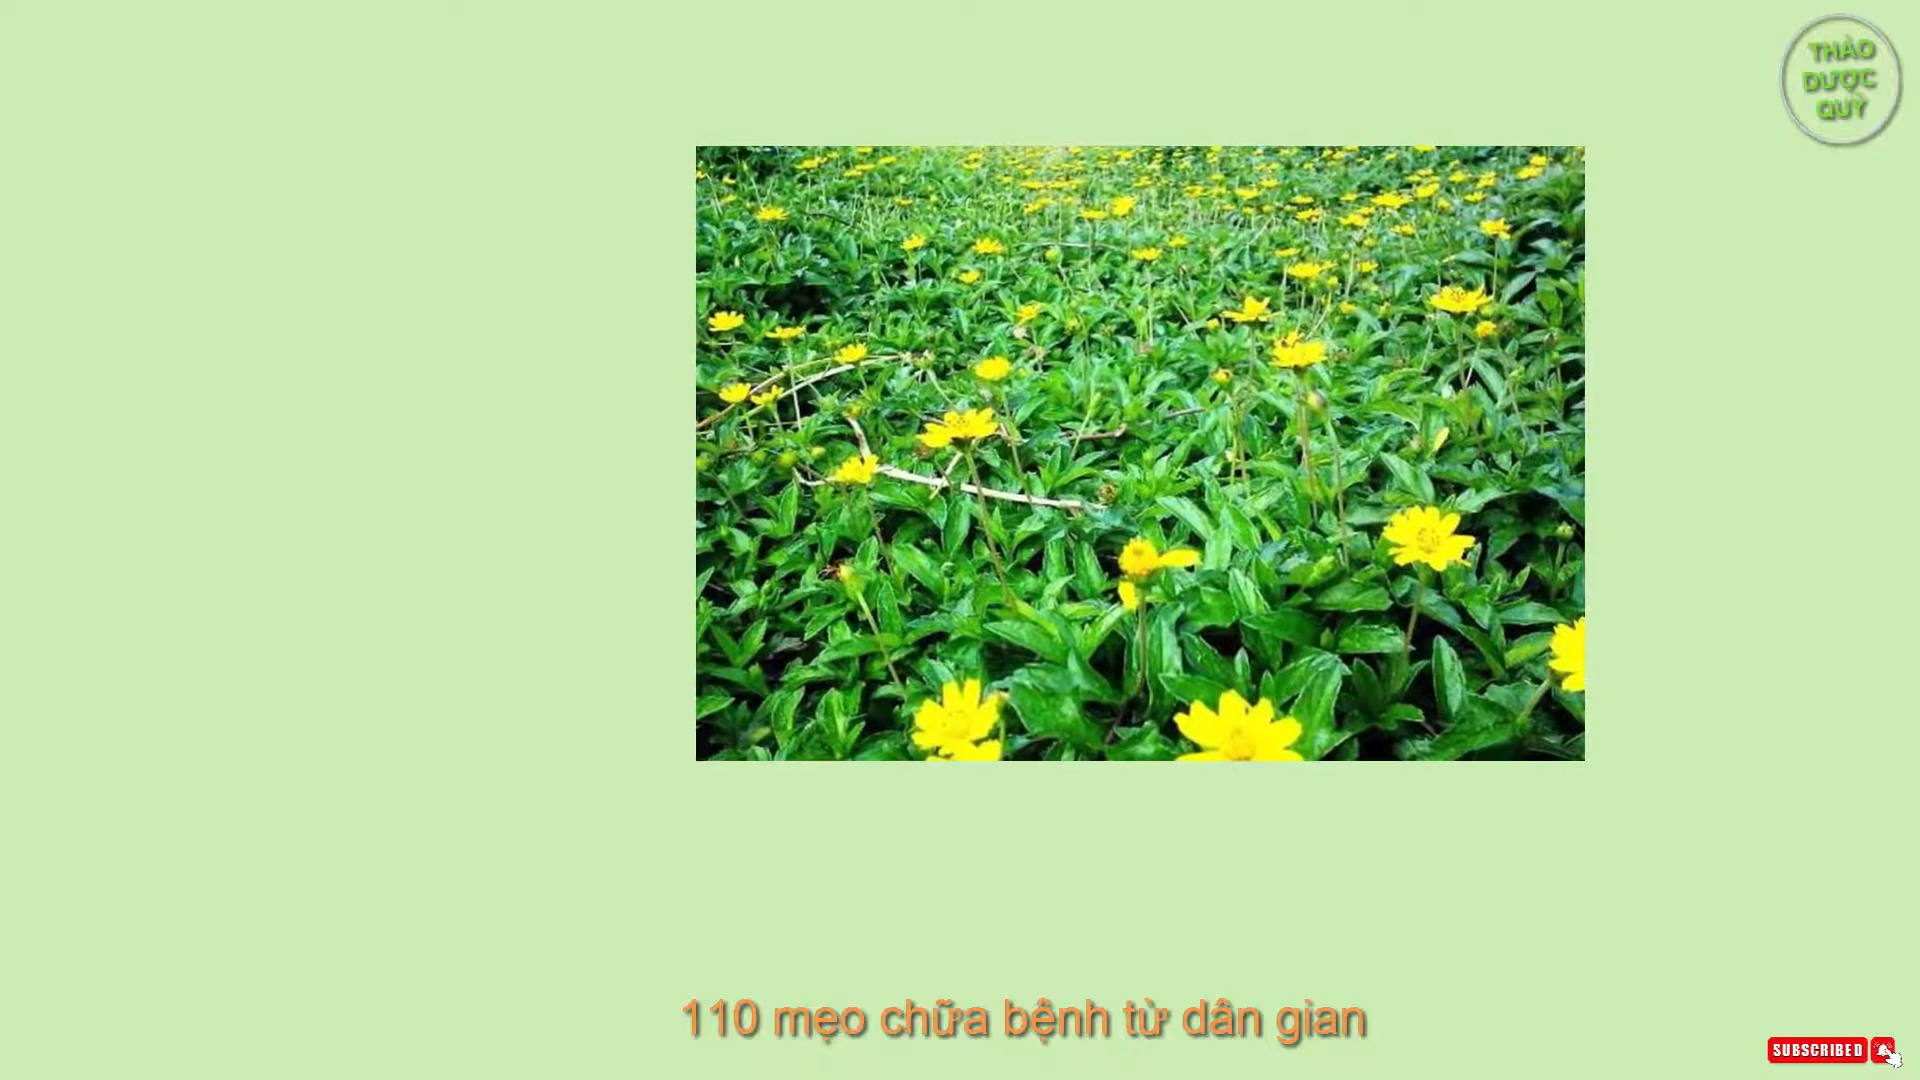 THẢO
DƯỢC
QUÝ
110 mẹo chữa bệnh từ dân gian
SUBSCRIBED